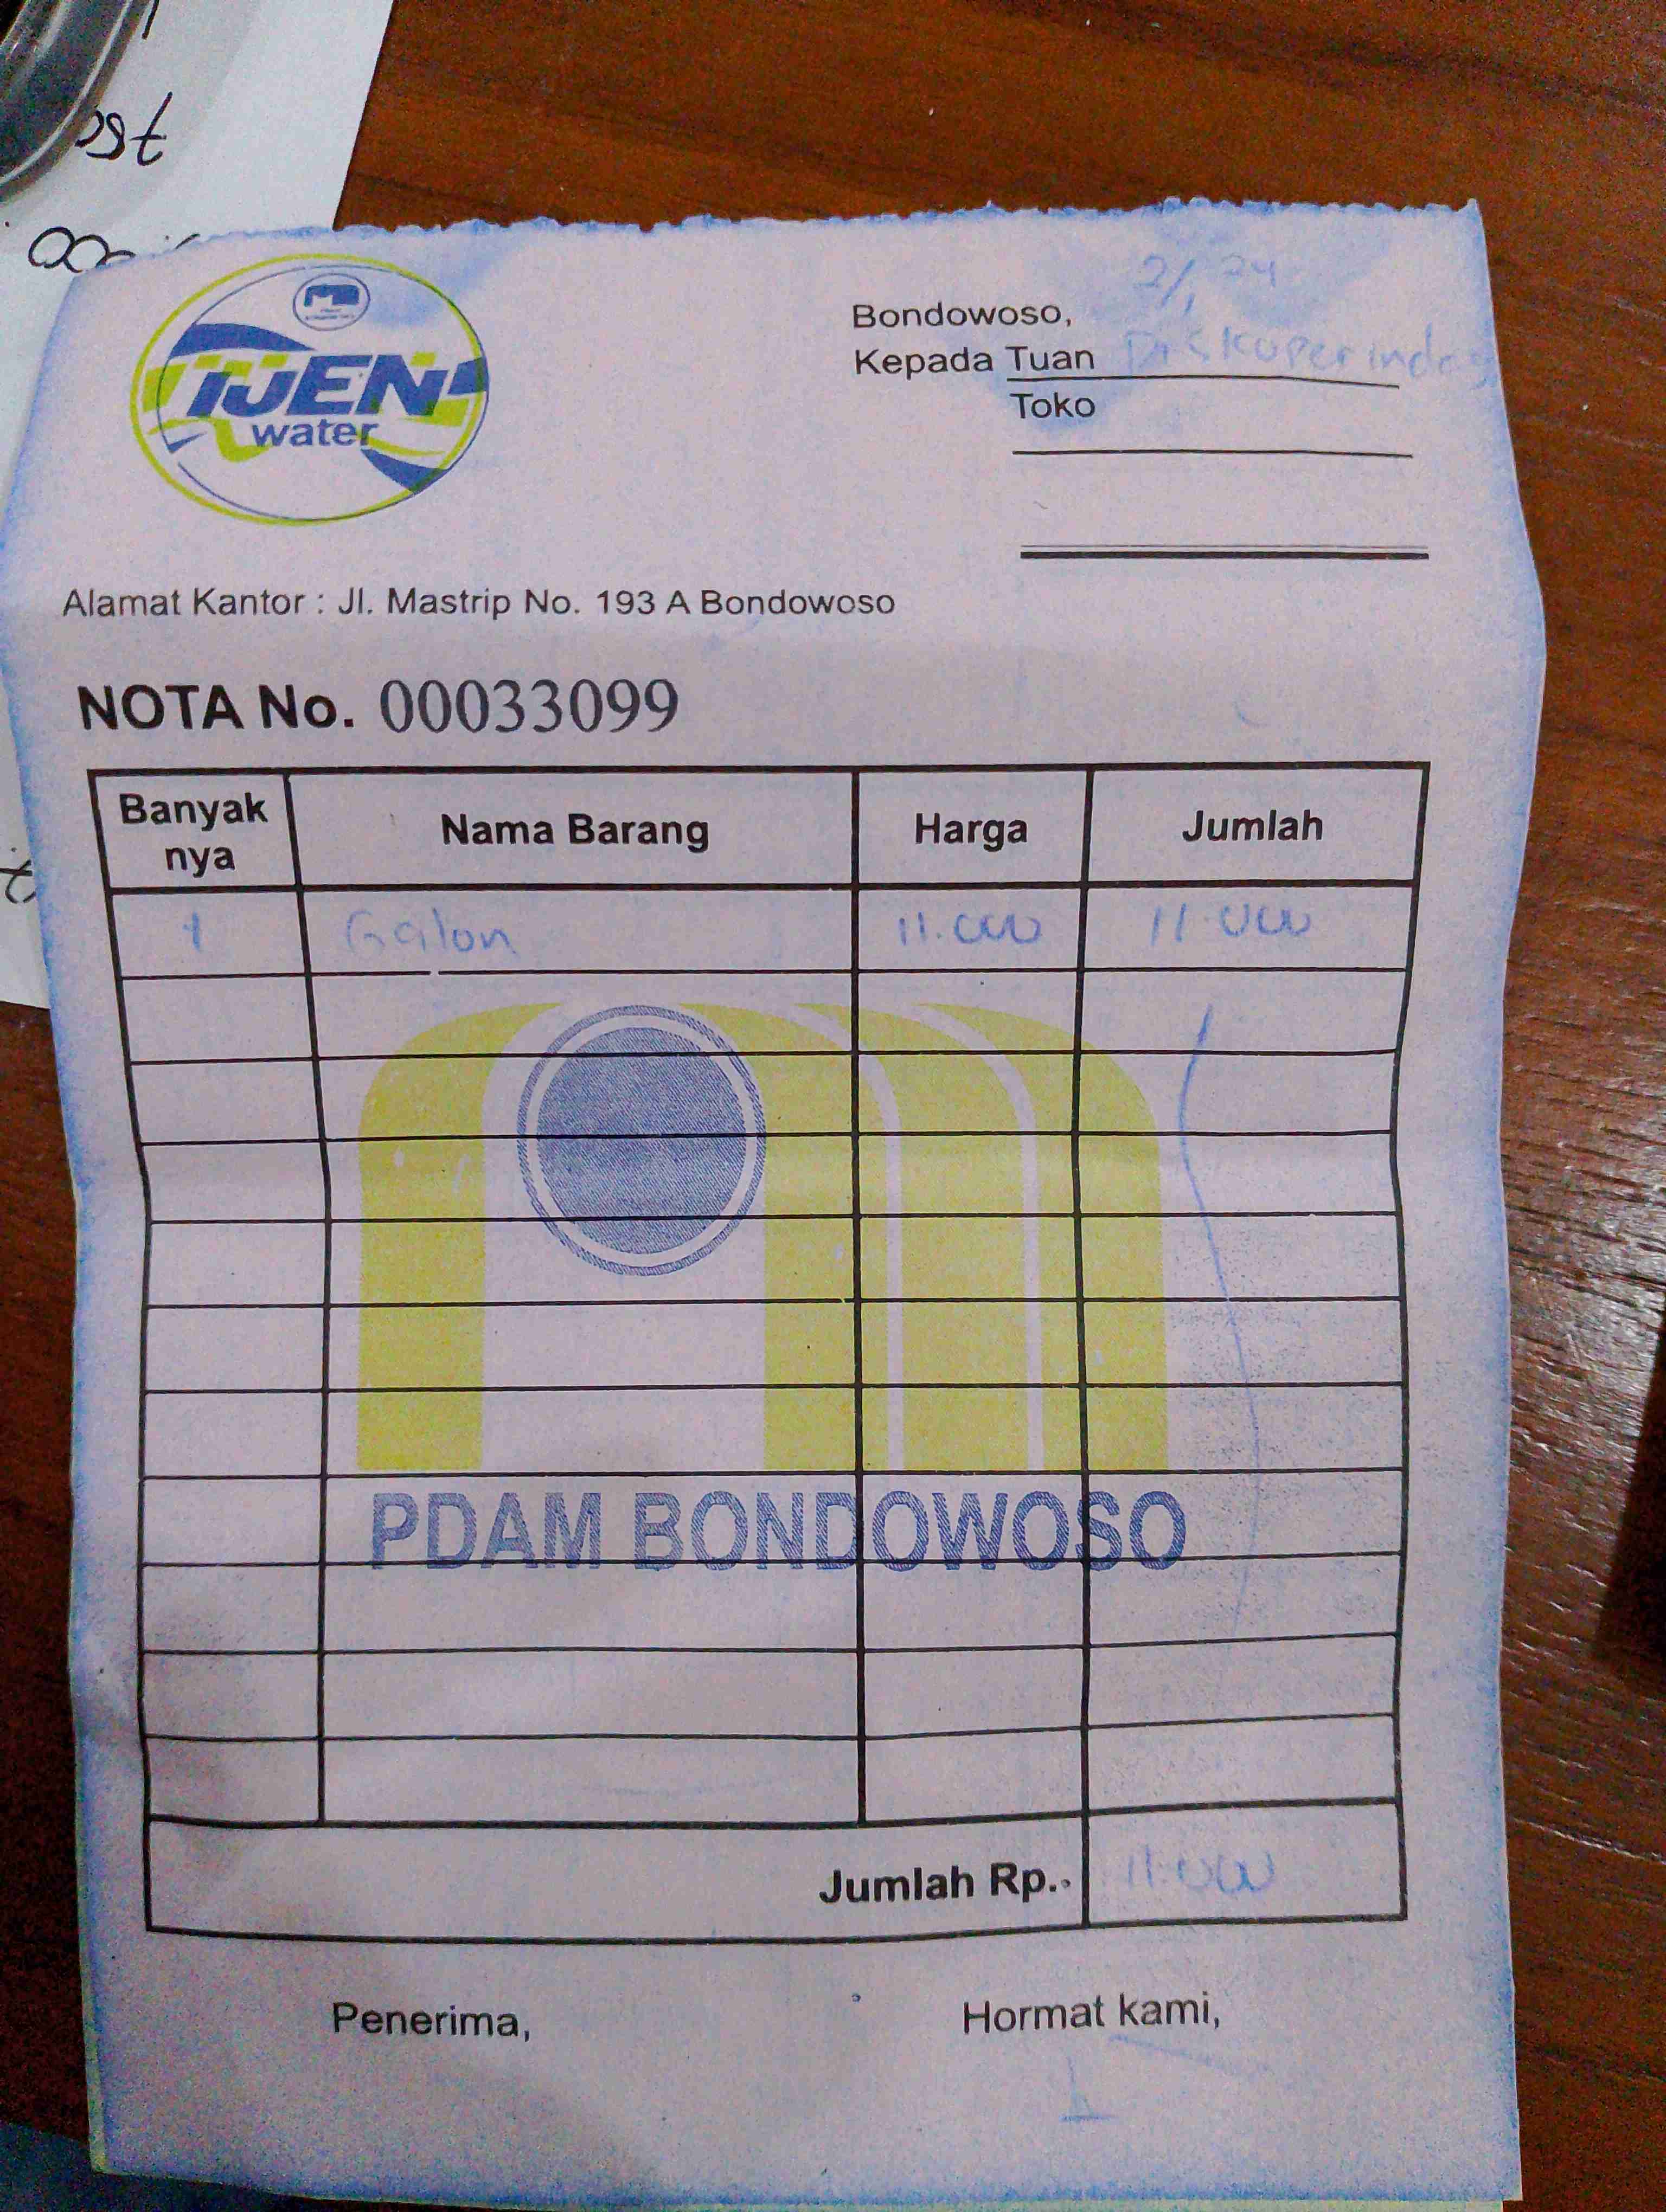 IJEN
water
Bondowoso, 2/1 24
Kepada Tuan Diskoperindag
Toko
Alamat Kantor : Jl. Mastrip No. 193 A Bondowoso
NOTA No. 00033099
Banyak nya Nama Barang Harga Jumlah
1 Galon 11.000 11.000
PDAM BONDOWOSO
Jumlah Rp.. 11.000
Penerima, Hormat kami,